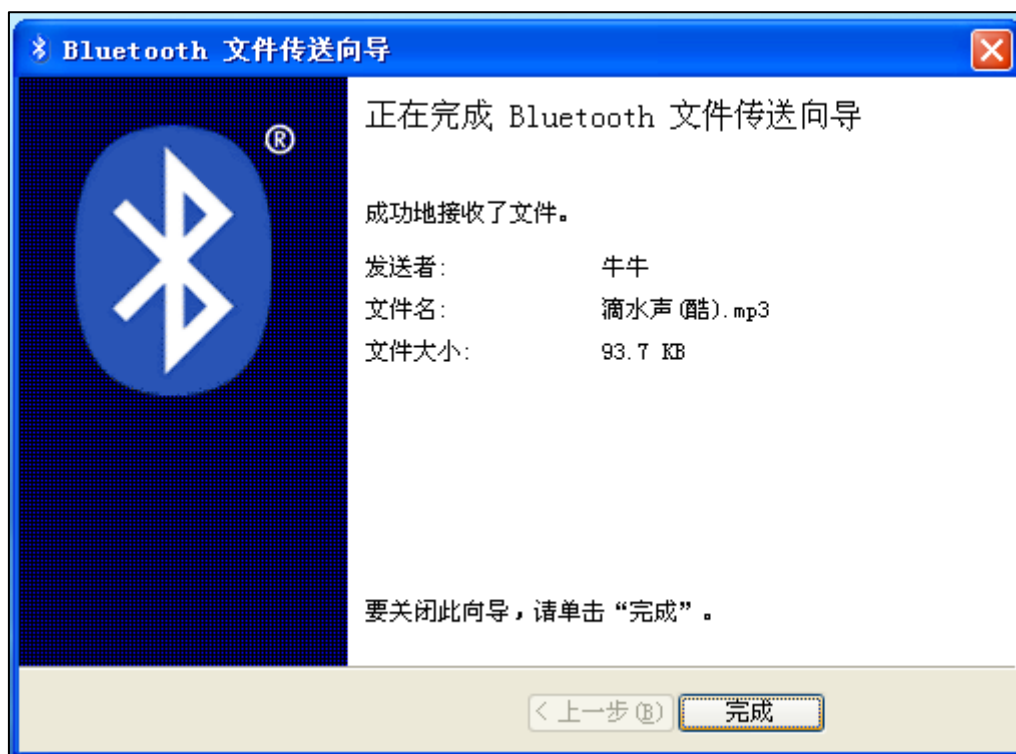 Bluetooth 文件传送向导
®
正在完成 Bluetooth 文件传送向导
成功地接收了文件。
发送者: 牛牛
文件名: 滴水声(酷).mp3
文件大小: 93.7 KB
要关闭此向导，请单击“完成”。
< 上一步(B) 完成